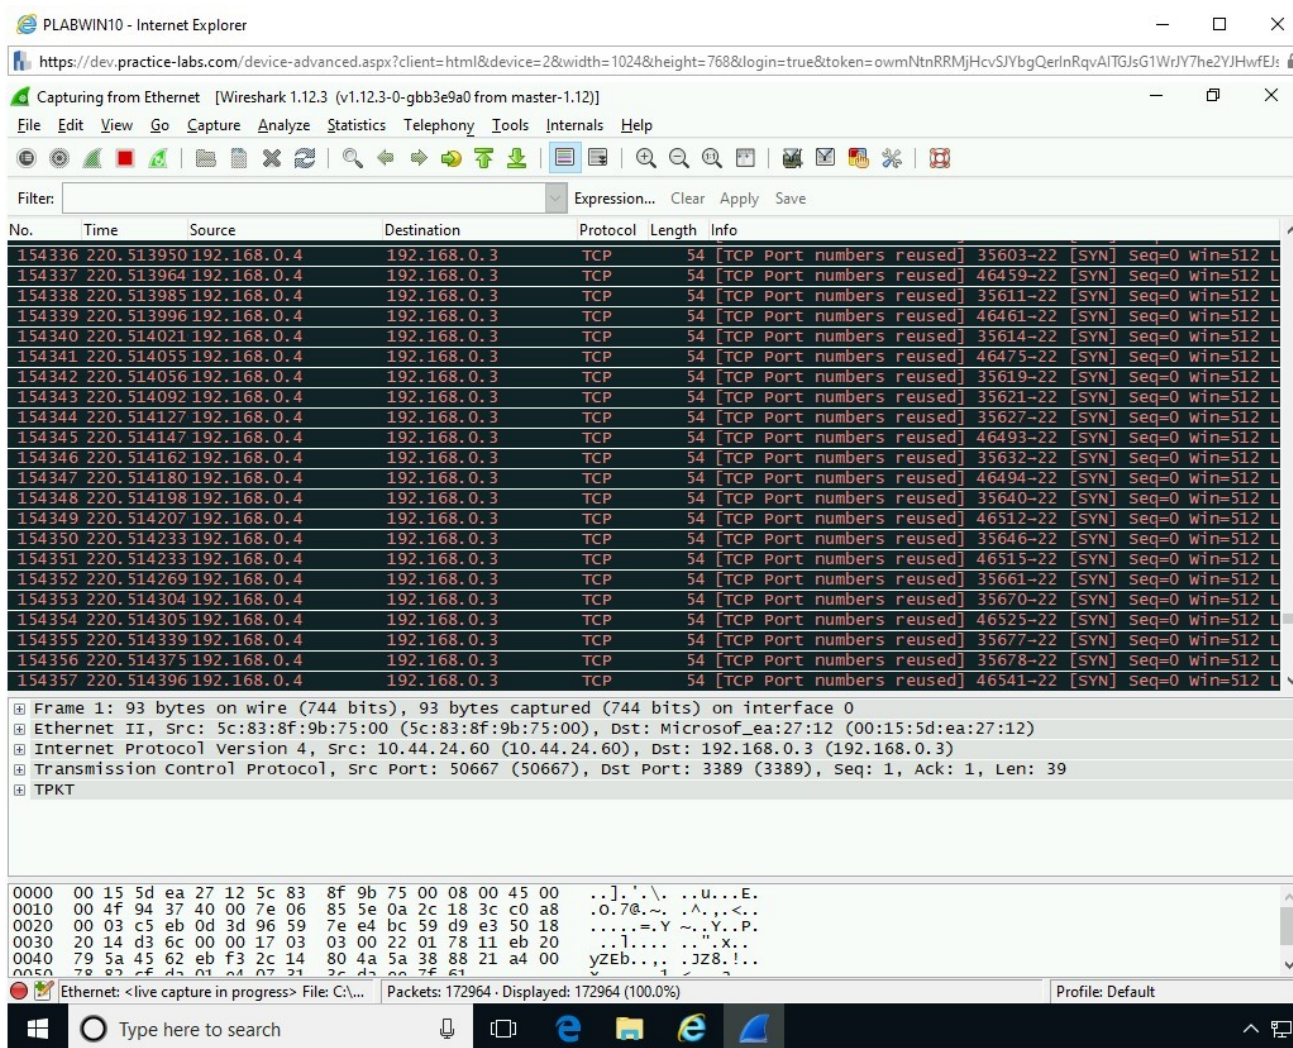 PLABWIN10 - Internet Explorer
https://dev.practice-labs.com/device-advanced.aspx?client=html&device=2&width=1024&height=768&login=true&token=owmNtnRRMjHcvSJYbgQerlnRqvAITGJsG1WrJY7he2YJHwfEJs
Capturing from Ethernet [Wireshark 1.12.3 (v1.12.3-0-gbb3e9a0 from master-1.12)]
File Edit View Go Capture Analyze Statistics Telephony Tools Internals Help
Filter: Expression... Clear Apply Save
No. Time Source Destination Protocol Length Info
154336 220.513950 192.168.0.4 192.168.0.3 TCP 54 [TCP Port numbers reused] 35603→22 [SYN] Seq=0 Win=512 L
154337 220.513964 192.168.0.4 192.168.0.3 TCP 54 [TCP Port numbers reused] 46459→22 [SYN] Seq=0 Win=512 L
154338 220.513985 192.168.0.4 192.168.0.3 TCP 54 [TCP Port numbers reused] 35611→22 [SYN] Seq=0 Win=512 L
154339 220.513996 192.168.0.4 192.168.0.3 TCP 54 [TCP Port numbers reused] 46461→22 [SYN] Seq=0 Win=512 L
154340 220.514021 192.168.0.4 192.168.0.3 TCP 54 [TCP Port numbers reused] 35614→22 [SYN] Seq=0 Win=512 L
154341 220.514055 192.168.0.4 192.168.0.3 TCP 54 [TCP Port numbers reused] 46475→22 [SYN] Seq=0 Win=512 L
154342 220.514056 192.168.0.4 192.168.0.3 TCP 54 [TCP Port numbers reused] 35619→22 [SYN] Seq=0 Win=512 L
154343 220.514092 192.168.0.4 192.168.0.3 TCP 54 [TCP Port numbers reused] 35621→22 [SYN] Seq=0 Win=512 L
154344 220.514127 192.168.0.4 192.168.0.3 TCP 54 [TCP Port numbers reused] 35627→22 [SYN] Seq=0 Win=512 L
154345 220.514147 192.168.0.4 192.168.0.3 TCP 54 [TCP Port numbers reused] 46493→22 [SYN] Seq=0 Win=512 L
154346 220.514162 192.168.0.4 192.168.0.3 TCP 54 [TCP Port numbers reused] 35632→22 [SYN] Seq=0 Win=512 L
154347 220.514180 192.168.0.4 192.168.0.3 TCP 54 [TCP Port numbers reused] 46494→22 [SYN] Seq=0 Win=512 L
154348 220.514198 192.168.0.4 192.168.0.3 TCP 54 [TCP Port numbers reused] 35640→22 [SYN] Seq=0 Win=512 L
154349 220.514207 192.168.0.4 192.168.0.3 TCP 54 [TCP Port numbers reused] 46512→22 [SYN] Seq=0 Win=512 L
154350 220.514233 192.168.0.4 192.168.0.3 TCP 54 [TCP Port numbers reused] 35646→22 [SYN] Seq=0 Win=512 L
154351 220.514233 192.168.0.4 192.168.0.3 TCP 54 [TCP Port numbers reused] 46515→22 [SYN] Seq=0 Win=512 L
154352 220.514269 192.168.0.4 192.168.0.3 TCP 54 [TCP Port numbers reused] 35661→22 [SYN] Seq=0 Win=512 L
154353 220.514304 192.168.0.4 192.168.0.3 TCP 54 [TCP Port numbers reused] 35670→22 [SYN] Seq=0 Win=512 L
154354 220.514305 192.168.0.4 192.168.0.3 TCP 54 [TCP Port numbers reused] 46525→22 [SYN] Seq=0 Win=512 L
154355 220.514339 192.168.0.4 192.168.0.3 TCP 54 [TCP Port numbers reused] 35677→22 [SYN] Seq=0 Win=512 L
154356 220.514375 192.168.0.4 192.168.0.3 TCP 54 [TCP Port numbers reused] 35678→22 [SYN] Seq=0 Win=512 L
154357 220.514396 192.168.0.4 192.168.0.3 TCP 54 [TCP Port numbers reused] 46541→22 [SYN] Seq=0 Win=512 L
Frame 1: 93 bytes on wire (744 bits), 93 bytes captured (744 bits) on interface 0
Ethernet II, Src: 5c:83:8f:9b:75:00 (5c:83:8f:9b:75:00), Dst: Microsof_ea:27:12 (00:15:5d:ea:27:12)
Internet Protocol Version 4, Src: 10.44.24.60 (10.44.24.60), Dst: 192.168.0.3 (192.168.0.3)
Transmission Control Protocol, Src Port: 50667 (50667), Dst Port: 3389 (3389), Seq: 1, Ack: 1, Len: 39
TPKT
0000 00 15 5d ea 27 12 5c 83 8f 9b 75 00 08 00 45 00 ..].'.\. ..u...E.
0010 00 4f 94 37 40 00 7e 06 85 5e 0a 2c 18 3c c0 a8 .O.7@.~. .^.,.<..
0020 00 03 c5 eb 0d 3d 96 59 7e e4 bc 59 d9 e3 50 18 .....=.Y ~..Y..P.
0030 20 14 d3 6c 00 00 17 03 03 00 22 01 78 11 eb 20 ..l.... ..".x..
0040 79 5a 45 62 eb f3 2c 14 80 4a 5a 38 88 21 a4 00 yZEb..,. .JZ8.!..
Ethernet: <live capture in progress> File: C:\... Packets: 172964 · Displayed: 172964 (100.0%) Profile: Default
Type here to search